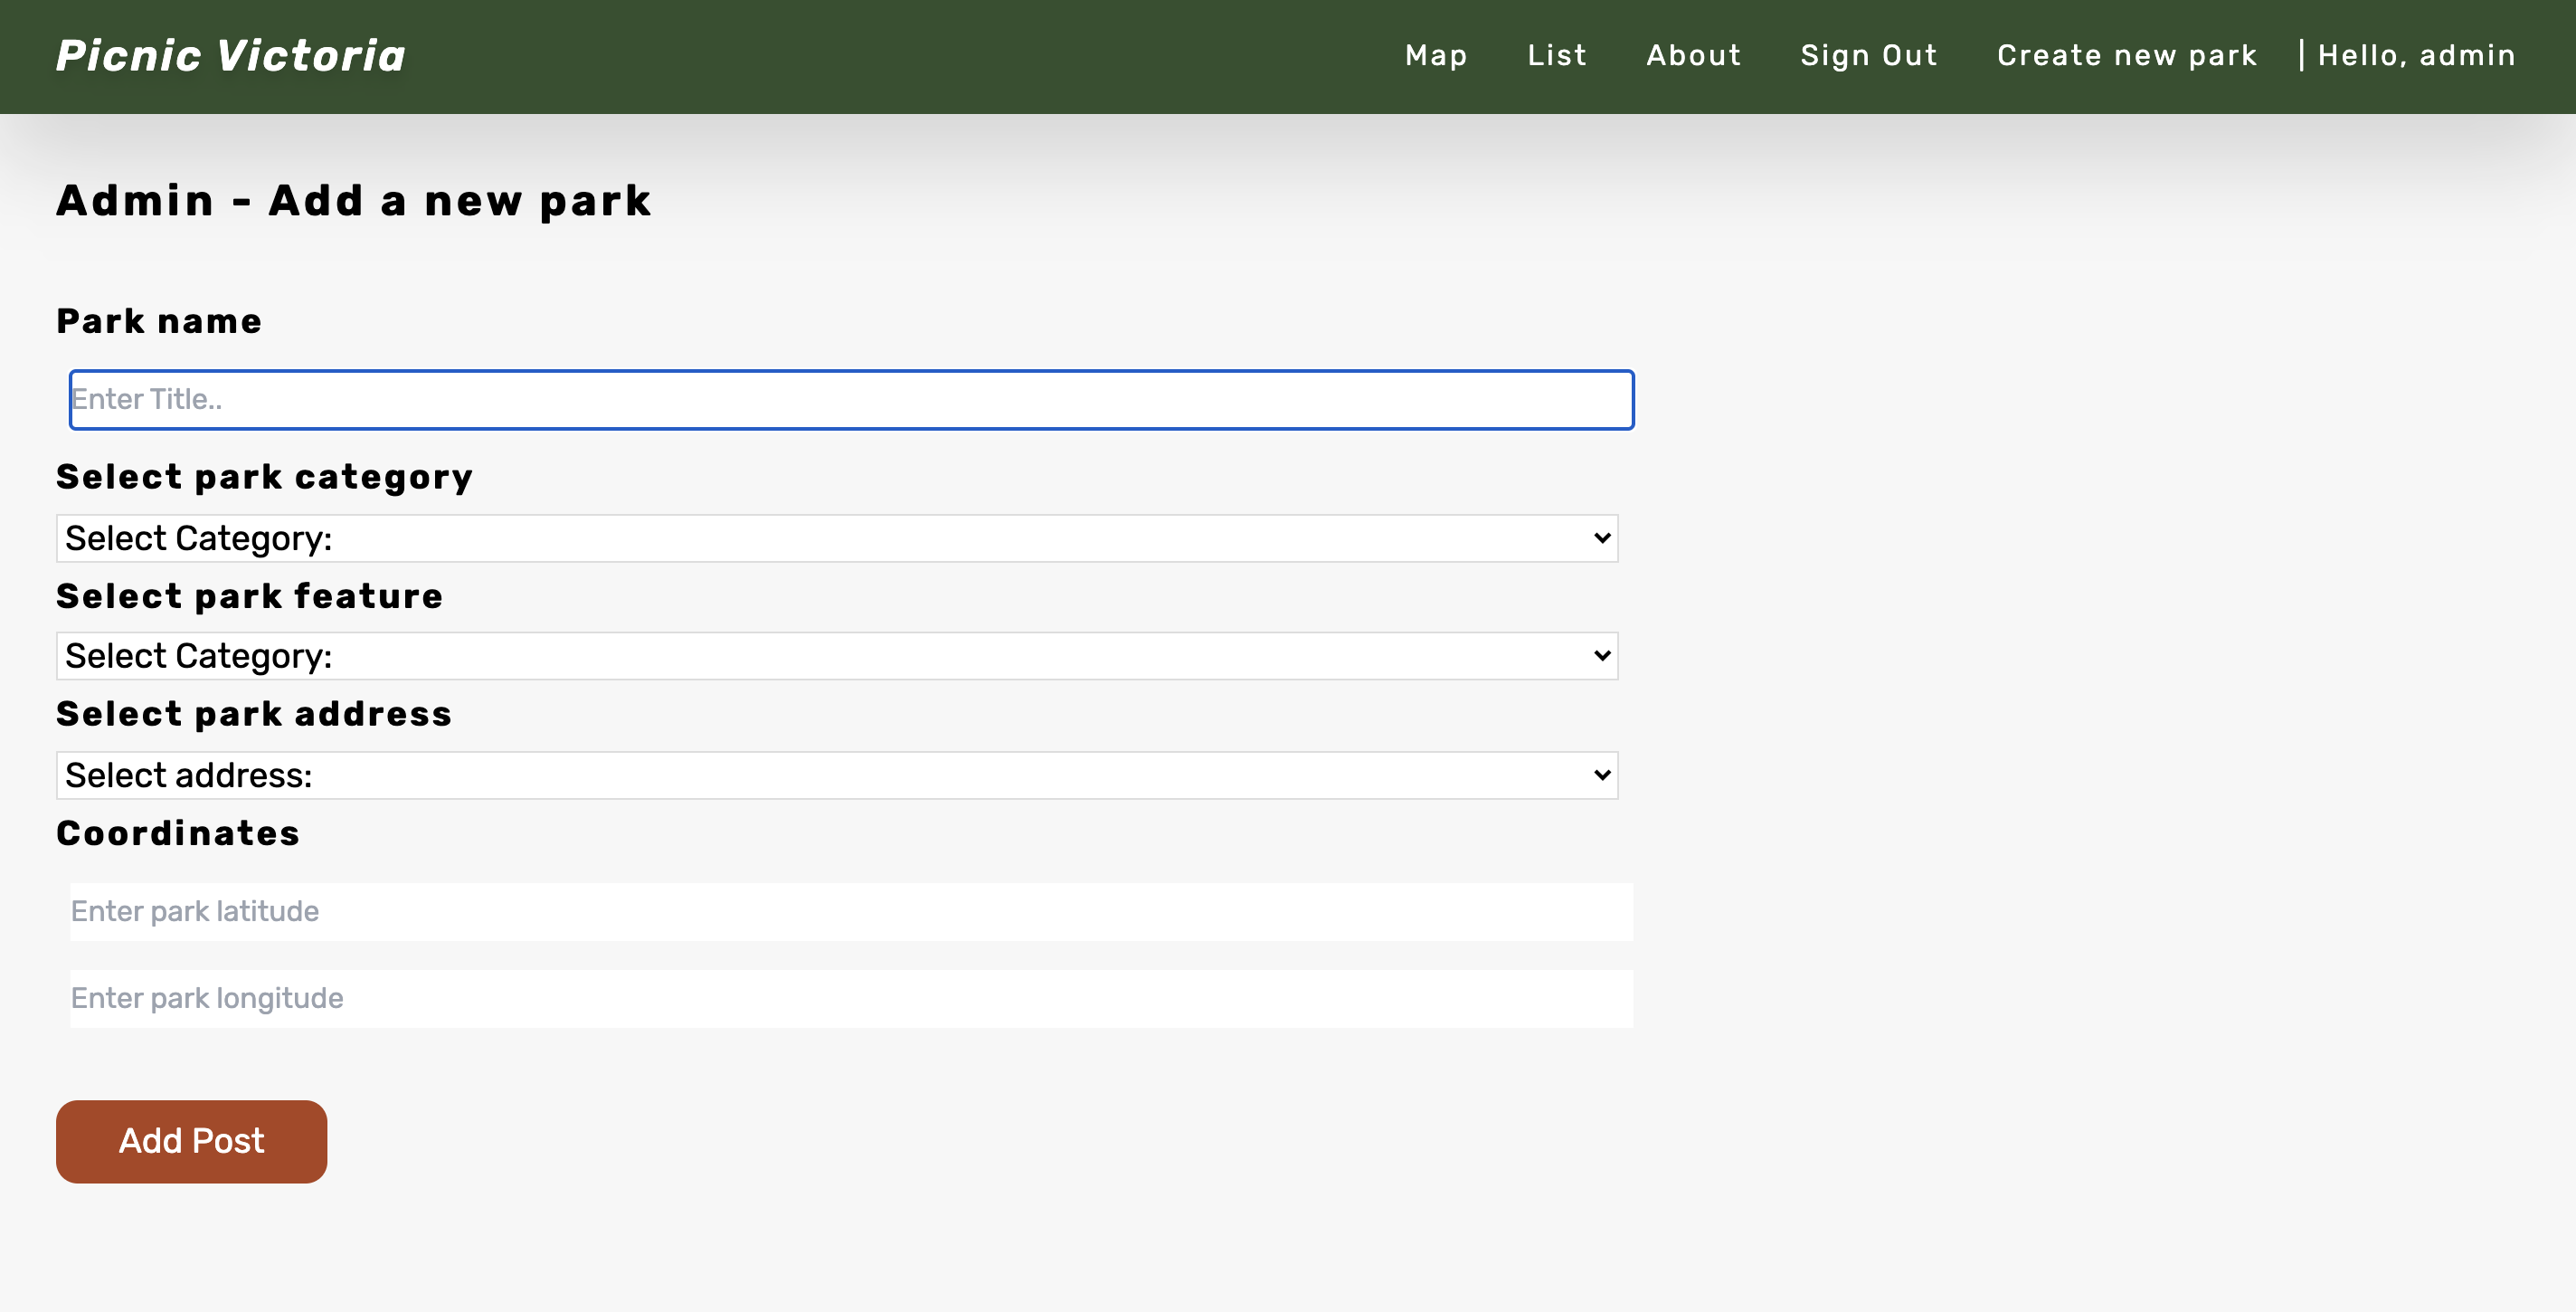 Picnic Victoria
Map List About Sign Out Create new park | Hello, admin
Admin - Add a new park
Park name
Enter Title..
Select park category
Select Category:
Select park feature
Select Category:
Select park address
Select address:
Coordinates
Enter park latitude
Enter park longitude
Add Post